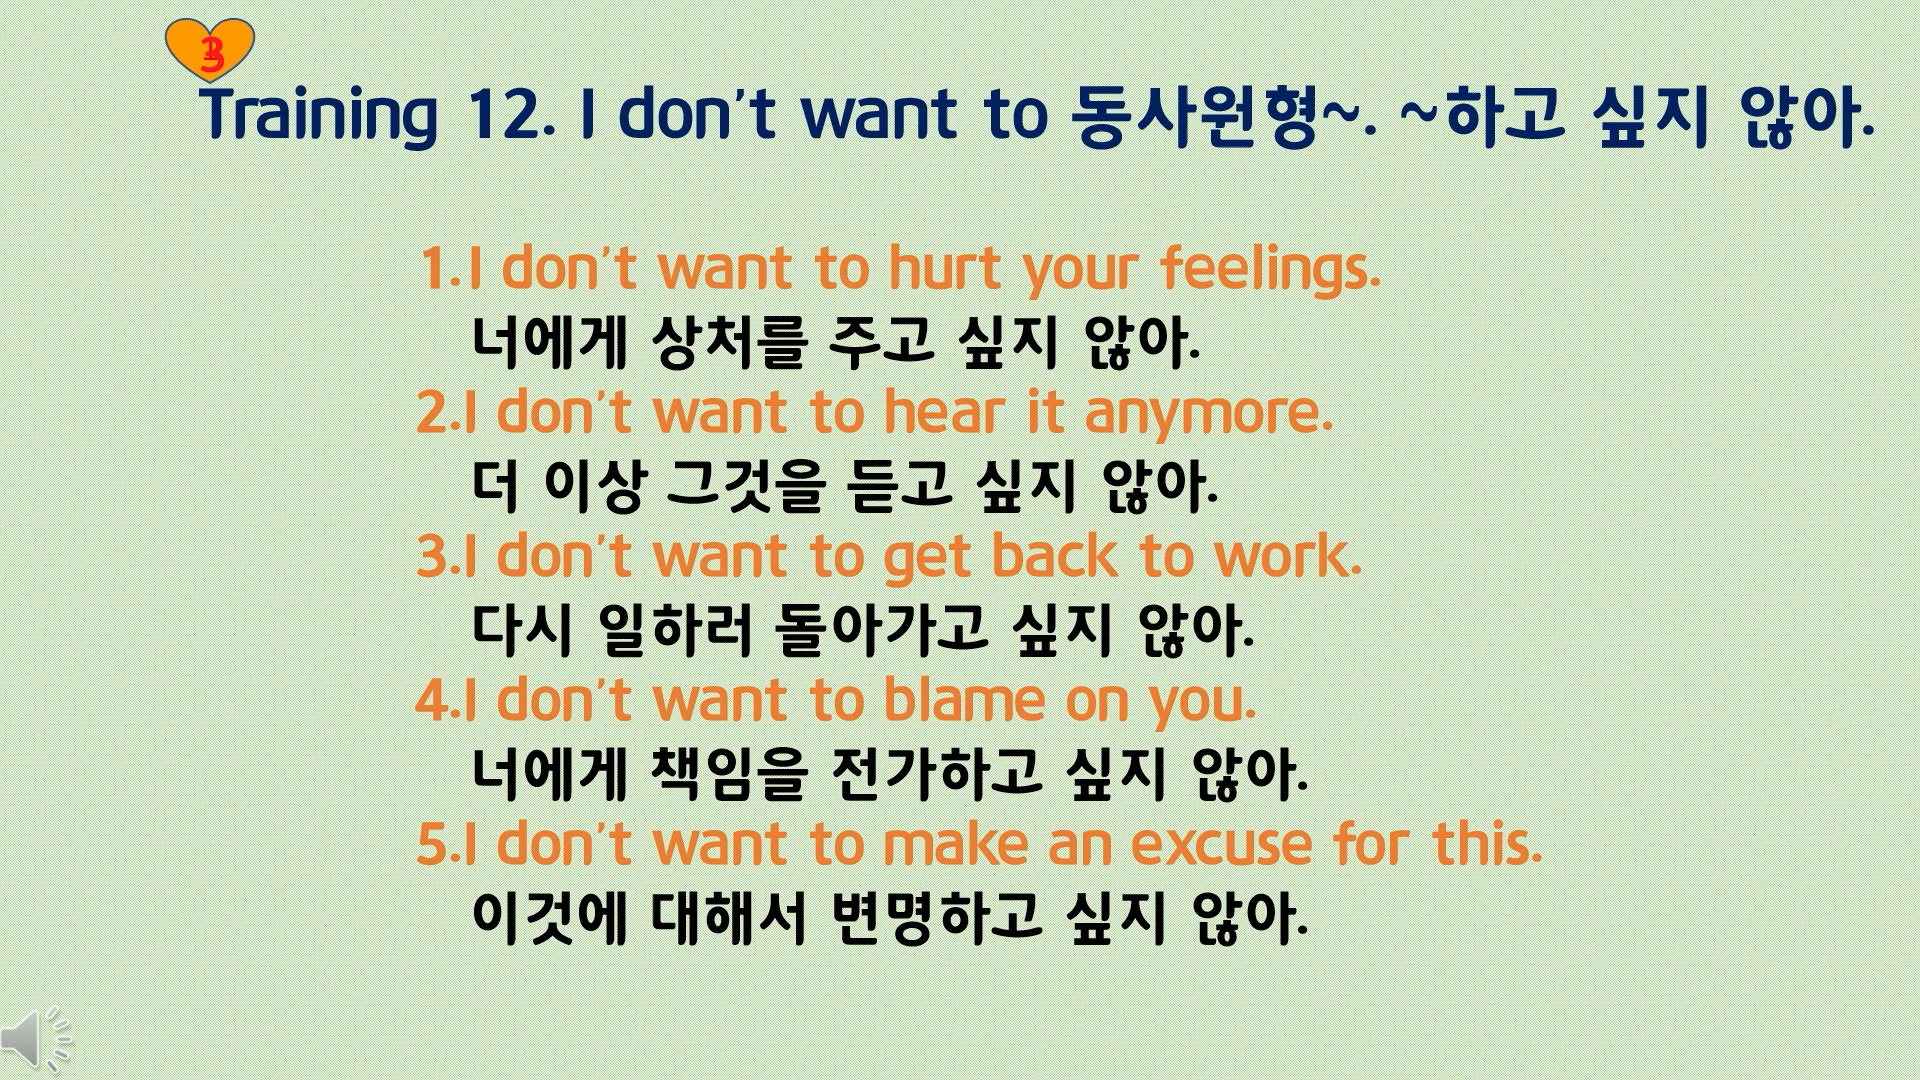 Training 12. I don't want to 동사원형~. ~하고 싶지 않아.
1.I don't want to hurt your feelings.
너에게 상처를 주고 싶지 않아.
2.I don't want to hear it anymore.
더 이상 그것을 듣고 싶지 않아.
3.I don't want to get back to work.
다시 일하러 돌아가고 싶지 않아.
4.I don't want to blame on you.
너에게 책임을 전가하고 싶지 않아.
5.I don't want to make an excuse for this.
이것에 대해서 변명하고 싶지 않아.